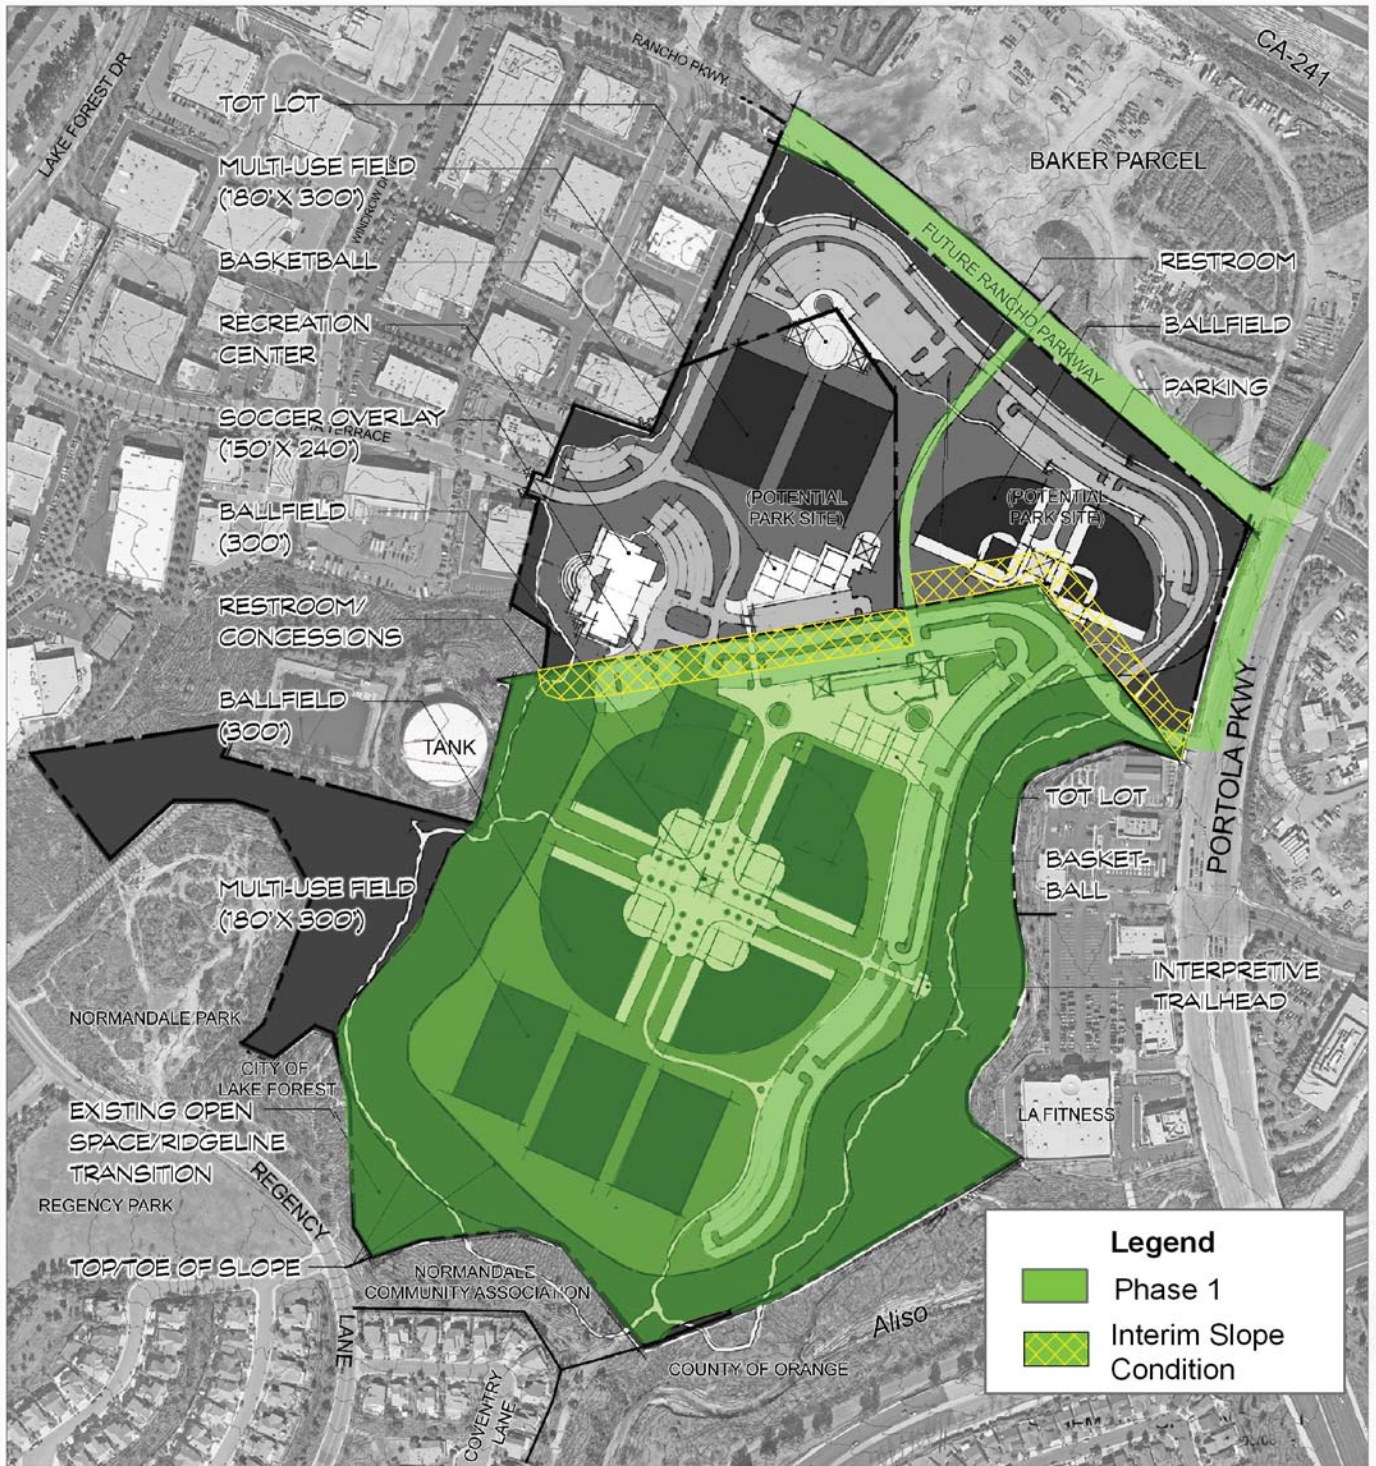 RANCHO PKWY
CA-241
LAKE FOREST DR
TOT LOT
MULTI-USE FIELD
(180' X 300')
BAKER PARCEL
FUTURE RANCHO PARKWAY
BASKETBALL
RESTROOM
RECREATION
CENTER
BALLFIELD
PARKING
SOCCER OVERLAY
(150' X 240')
TERRACE
BALLFIELD
(300')
(POTENTIAL
PARK SITE)
(POTENTIAL
PARK SITE)
RESTROOM/
CONCESSIONS
BALLFIELD
(300')
TANK
PORTOLA PKWY
TOT LOT
BASKET-
BALL
MULTI-USE FIELD
(180' X 300')
INTERPRETIVE
TRAILHEAD
NORMANDALE PARK
CITY OF
LAKE FOREST
EXISTING OPEN
SPACE/RIDGELINE
TRANSITION
LA FITNESS
REGENCY PARK
REGENCY
LANE
TOP/TOE OF SLOPE
NORMANDALE
COMMUNITY ASSOCIATION
Aliso
COUNTY OF ORANGE
COVENTRY
LANE
Legend
Phase 1
Interim Slope
Condition